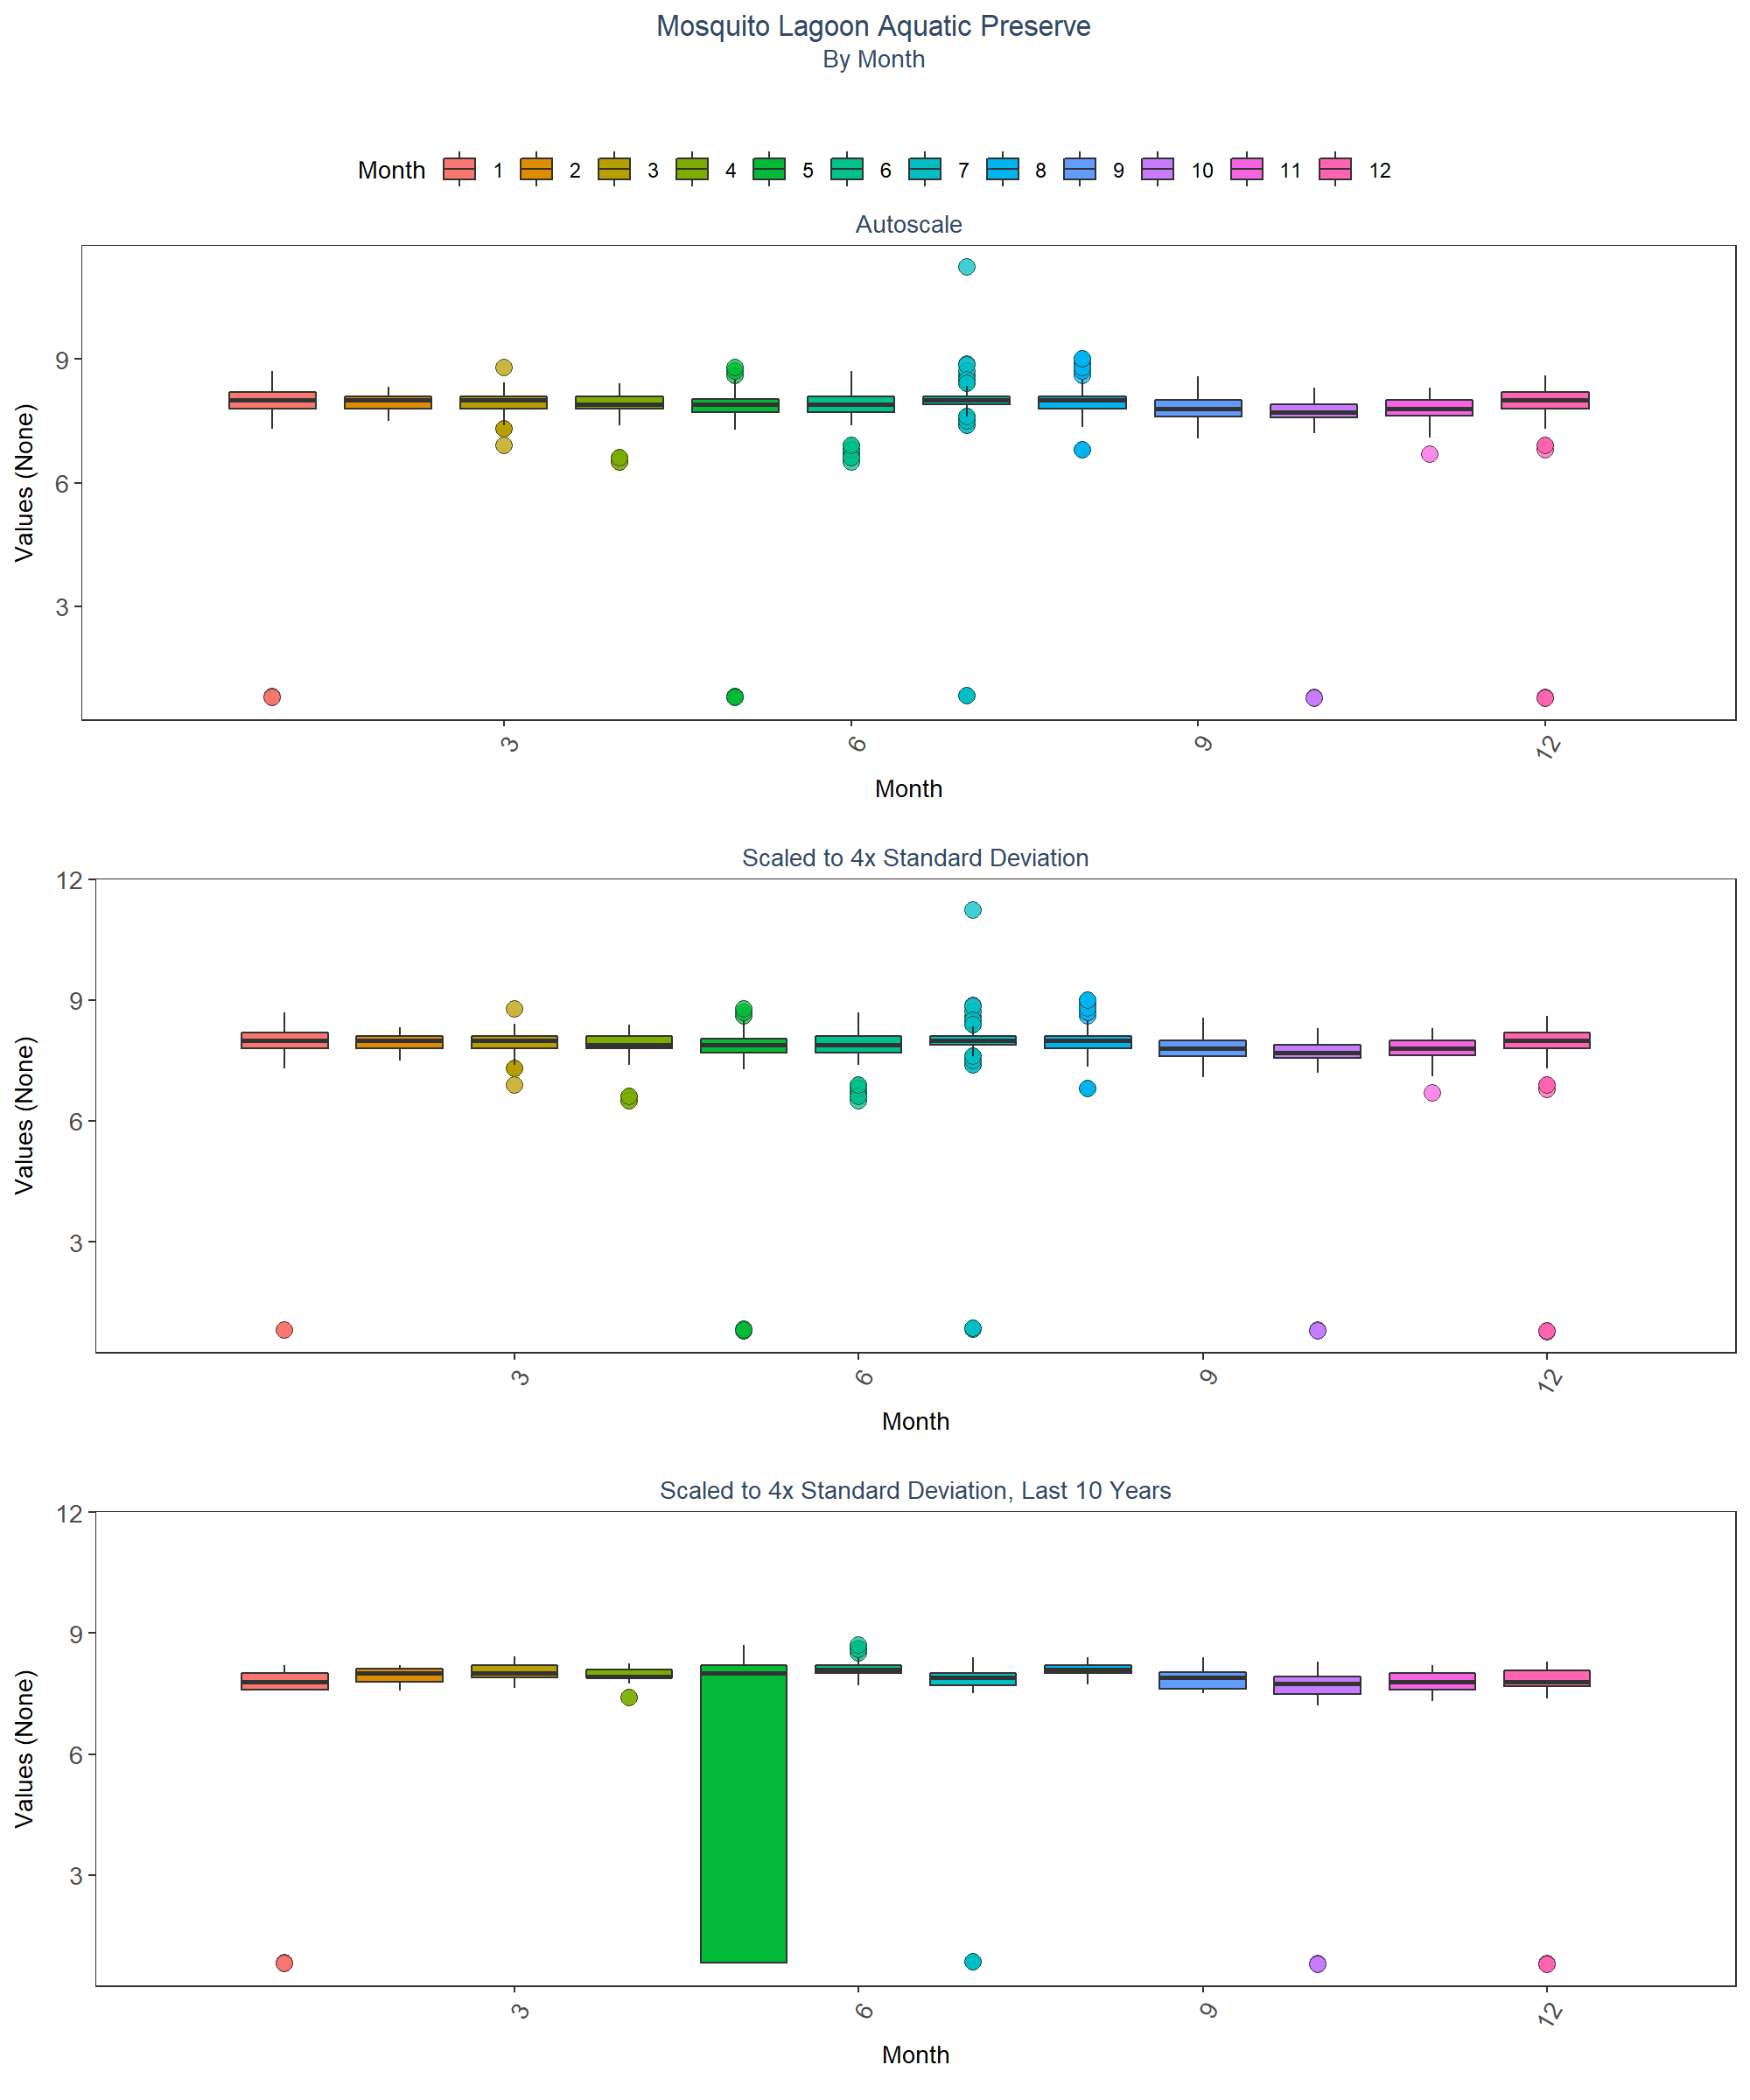 Mosquito Lagoon Aquatic Preserve
By Month
Month 1 2 3 4 5 6 7 8 9 10 11 12
Autoscale
Values (None)
9
6
3
3 6 9 12
Month
Scaled to 4x Standard Deviation
Values (None)
12
9
6
3
3 6 9 12
Month
Scaled to 4x Standard Deviation, Last 10 Years
Values (None)
12
9
6
3
3 6 9 12
Month